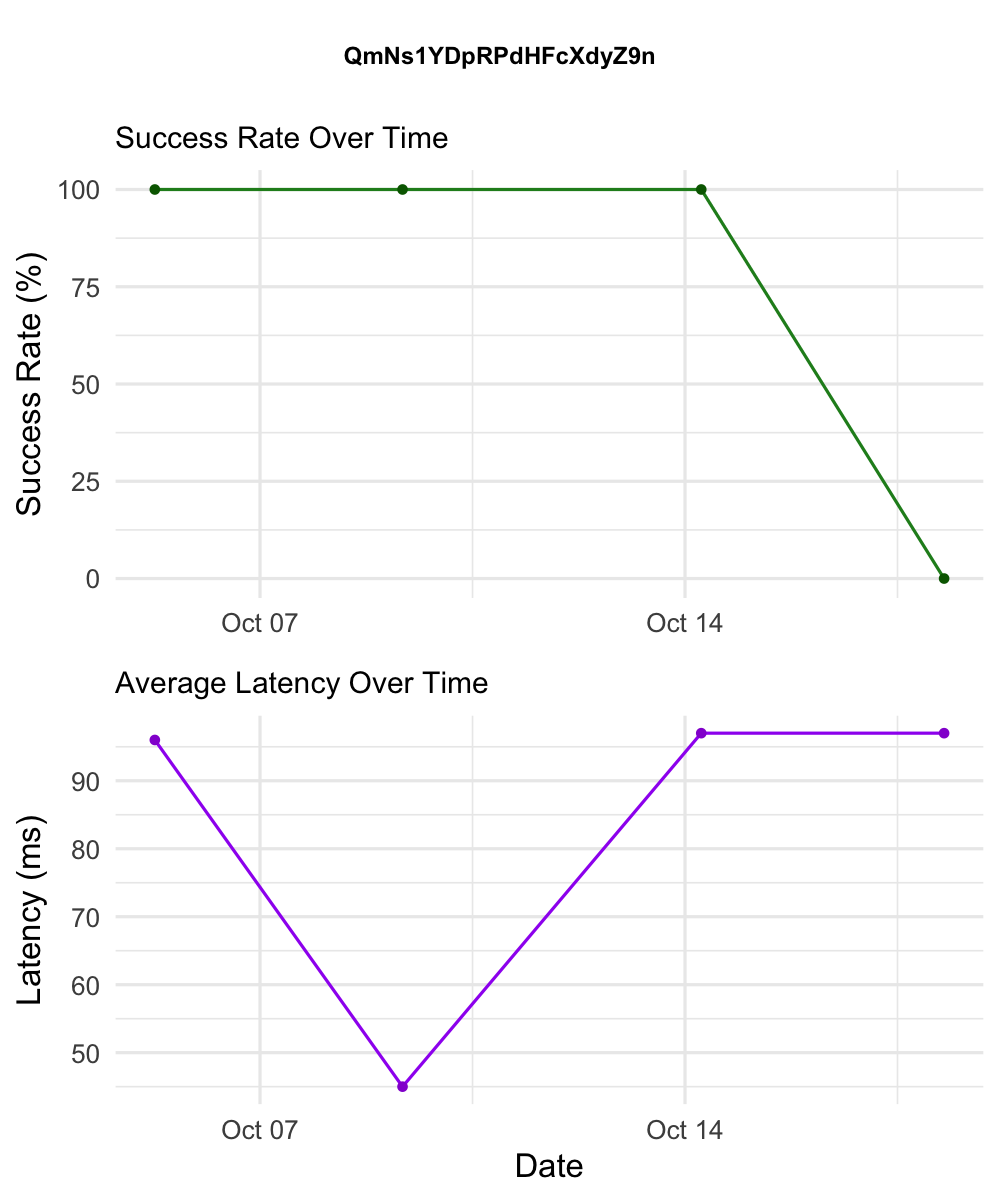 QmNs1YDpRPdHFcXdyZ9n
Success Rate Over Time
Success Rate (%)
100
75
50
25
0
Oct 07 Oct 14
Average Latency Over Time
Latency (ms)
90
80
70
60
50
Oct 07 Oct 14
Date